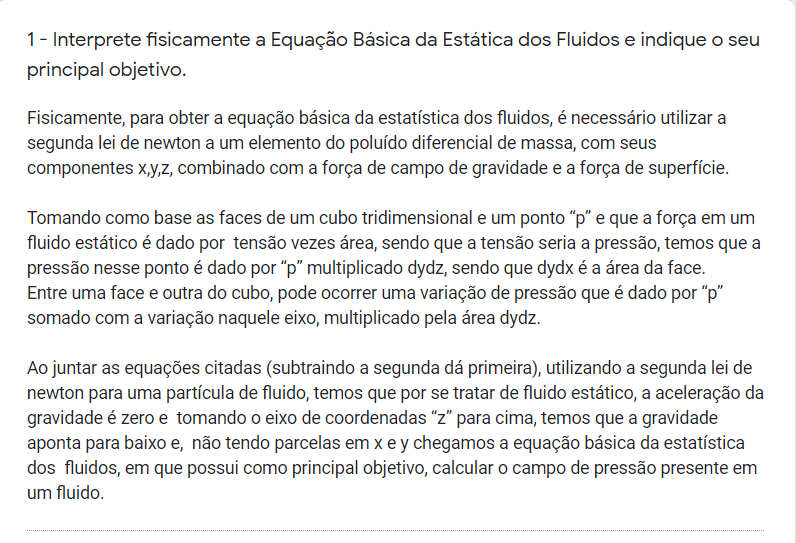 1 - Interprete fisicamente a Equação Básica da Estática dos Fluidos e indique o seu
principal objetivo.
Fisicamente, para obter a equação básica da estatística dos fluidos, é necessário utilizar a
segunda lei de newton a um elemento do poluído diferencial de massa, com seus
componentes x,y,z, combinado com a força de campo de gravidade e a força de superfície.
Tomando como base as faces de um cubo tridimensional e um ponto “p” e que a força em um
fluido estático é dado por  tensão vezes área, sendo que a tensão seria a pressão, temos que a
pressão nesse ponto é dado por “p” multiplicado dydz, sendo que dydx é a área da face.
Entre uma face e outra do cubo, pode ocorrer uma variação de pressão que é dado por “p”
somado com a variação naquele eixo, multiplicado pela área dydz.
Ao juntar as equações citadas (subtraindo a segunda dá primeira), utilizando a segunda lei de
newton para uma partícula de fluido, temos que por se tratar de fluido estático, a aceleração da
gravidade é zero e  tomando o eixo de coordenadas “z” para cima, temos que a gravidade
aponta para baixo e,  não tendo parcelas em x e y chegamos a equação básica da estatística
dos  fluidos, em que possui como principal objetivo, calcular o campo de pressão presente em
um fluido.